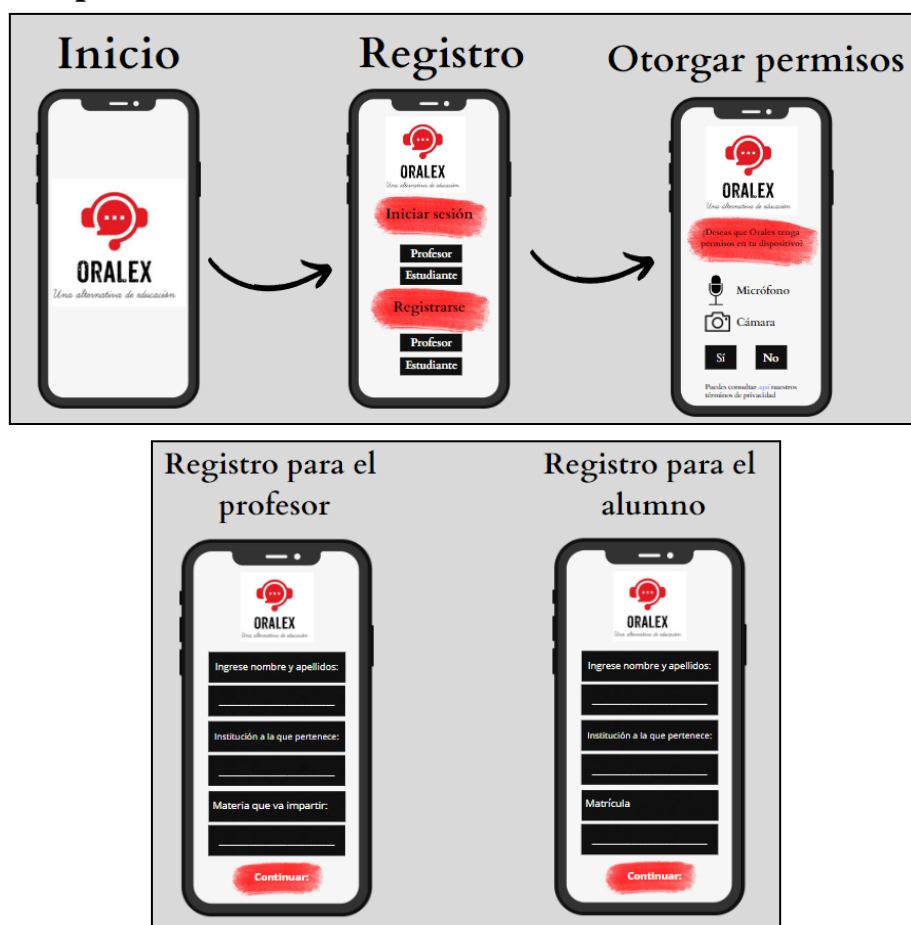 Inicio
ORALEX
Una alternativa de educación
Registro
ORALEX
Una alternativa de educación
Iniciar sesión
Profesor
Estudiante
Registrarse
Profesor
Estudiante
Otorgar permisos
ORALEX
Una alternativa de educación
¿Deseas que Oralex tenga
permisos en tu dispositivo?
Micrófono
Cámara
Sí No
Puedes consultar aquí nuestros
términos de privacidad
Registro para el
profesor
ORALEX
Una alternativa de educación
Ingrese nombre y apellidos:
Institución a la que pertenece:
Materia que va impartir:
Continuar:
Registro para el
alumno
ORALEX
Una alternativa de educación
Ingrese nombre y apellidos:
Institución a la que pertenece:
Matrícula
Continuar: